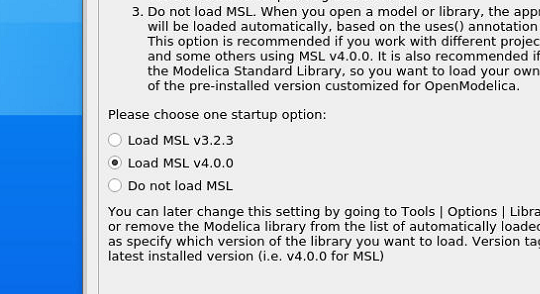 3. Do not load MSL. When you open a model or library, the
will be loaded automatically, based on the uses() annotation
This option is recommended if you work with different
and some others using MSL v4.0.0. It is also recommended if
the Modelica Standard Library, so you want to load your own
of the pre-installed version customized for OpenModelica.
Please choose one startup option:
Load MSL v3.2.3
Load MSL v4.0.0
Do not load MSL
You can later change this setting by going to Tools | Options |
or remove the Modelica library from the list of automatically loaded
as specify which version of the library you want to load. Version
latest installed version (i.e. v4.0.0 for MSL)